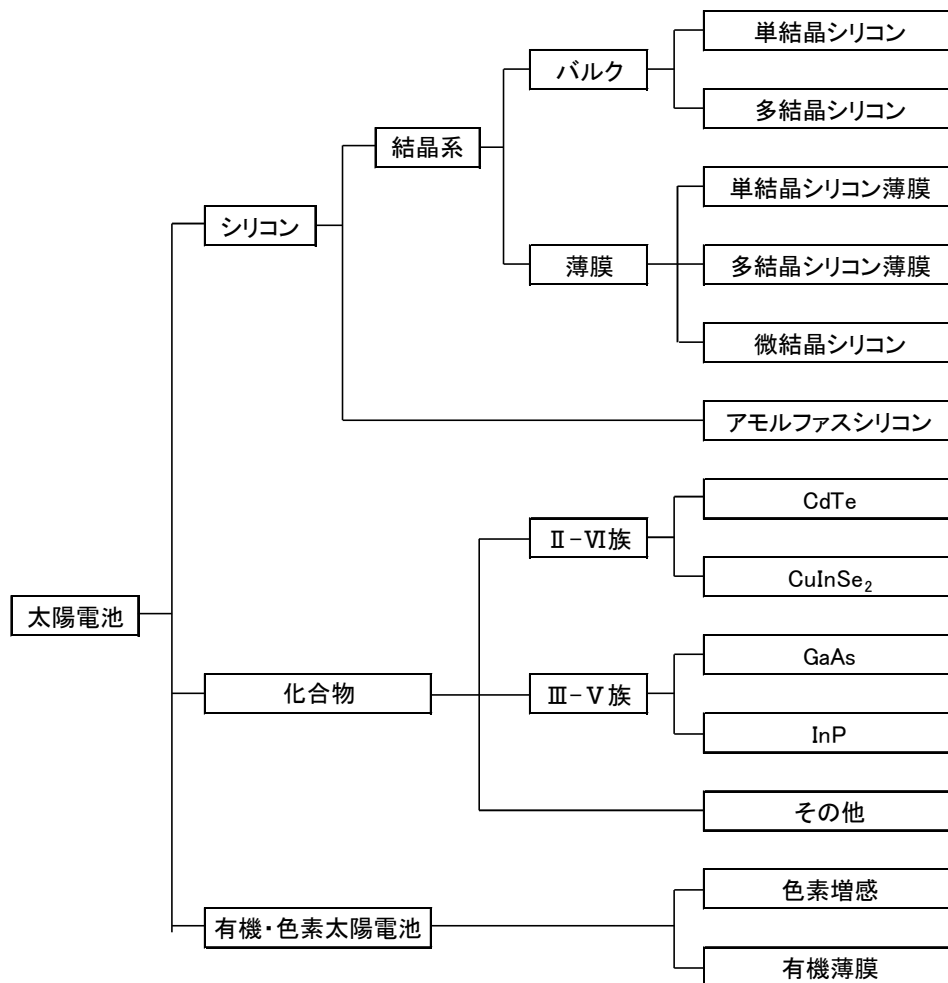 単結晶シリコン
バルク
多結晶シリコン
結晶系
単結晶シリコン薄膜
シリコン
薄膜
多結晶シリコン薄膜
微結晶シリコン
アモルファスシリコン
CdTe
Ⅱ-Ⅵ族
CuInSe₂
太陽電池
GaAs
化合物
Ⅲ-Ⅴ族
InP
その他
色素増感
有機・色素太陽電池
有機薄膜